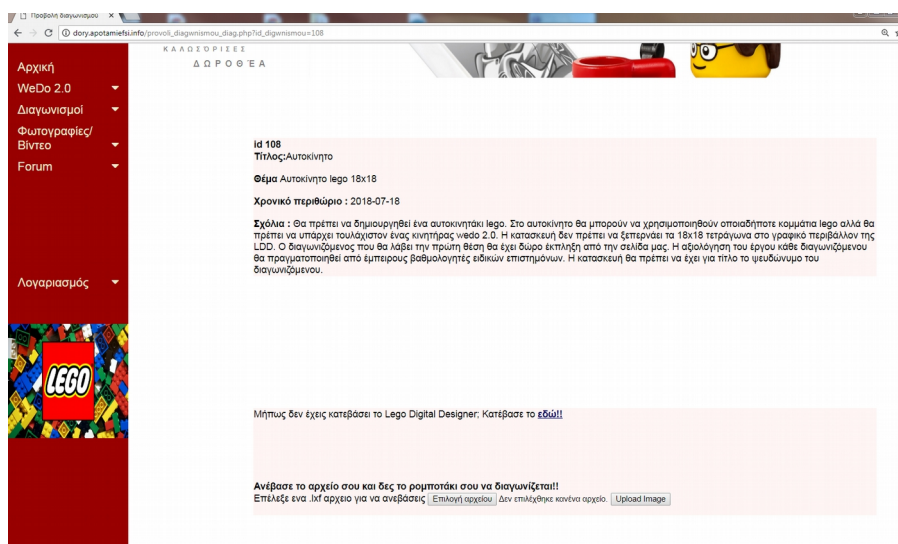 Προβολή διαγωνισμού
dory.apotamiefsi.info/provoli_diagwnismou_diag.php?id_digwnismou=108
ΚΑΛΩΣΌΡΙΣΕΣ
ΔΩΡΟΘΈΑ
Αρχική
WeDo 2.0
Διαγωνισμοί
Φωτογραφίες/
Βίντεο
Forum
Λογαριασμός
LEGO
id 108
Τίτλος:Αυτοκίνητο
Θέμα Αυτοκίνητο lego 18x18
Χρονικό περιθώριο : 2018-07-18
Σχόλια : Θα πρέπει να δημιουργηθεί ένα αυτοκινητάκι lego. Στο αυτοκίνητο θα μπορούν να χρησιμοποιηθούν οποιαδήποτε κομμάτια lego αλλά θα
πρέπει να υπάρχει τουλάχιστον ένας κινητήρας wedo 2.0. Η κατασκευή δεν πρέπει να ξεπερνάει τα 18x18 τετράγωνα στο γραφικό περιβάλλον της
LDD. Ο διαγωνιζόμενος που θα λάβει την πρώτη θέση θα έχει δώρο έκπληξη από την σελίδα μας. Η αξιολόγηση του έργου κάθε διαγωνιζόμενου
θα πραγματοποιηθεί από έμπειρους βαθμολογητές ειδικών επιστημόνων. Η κατασκευή θα πρέπει να έχει για τίτλο το ψευδώνυμο του
διαγωνιζόμενου.
Μήπως δεν έχεις κατεβάσει το Lego Digital Designer; Κατέβασε το εδώ!!
Ανέβασε το αρχείο σου και δες το ρομποτάκι σου να διαγωνίζεται!!
Επέλεξε ενα .lxf αρχειο για να ανεβάσεις Επιλογή αρχείου Δεν επιλέχθηκε κανένα αρχείο. Upload Image